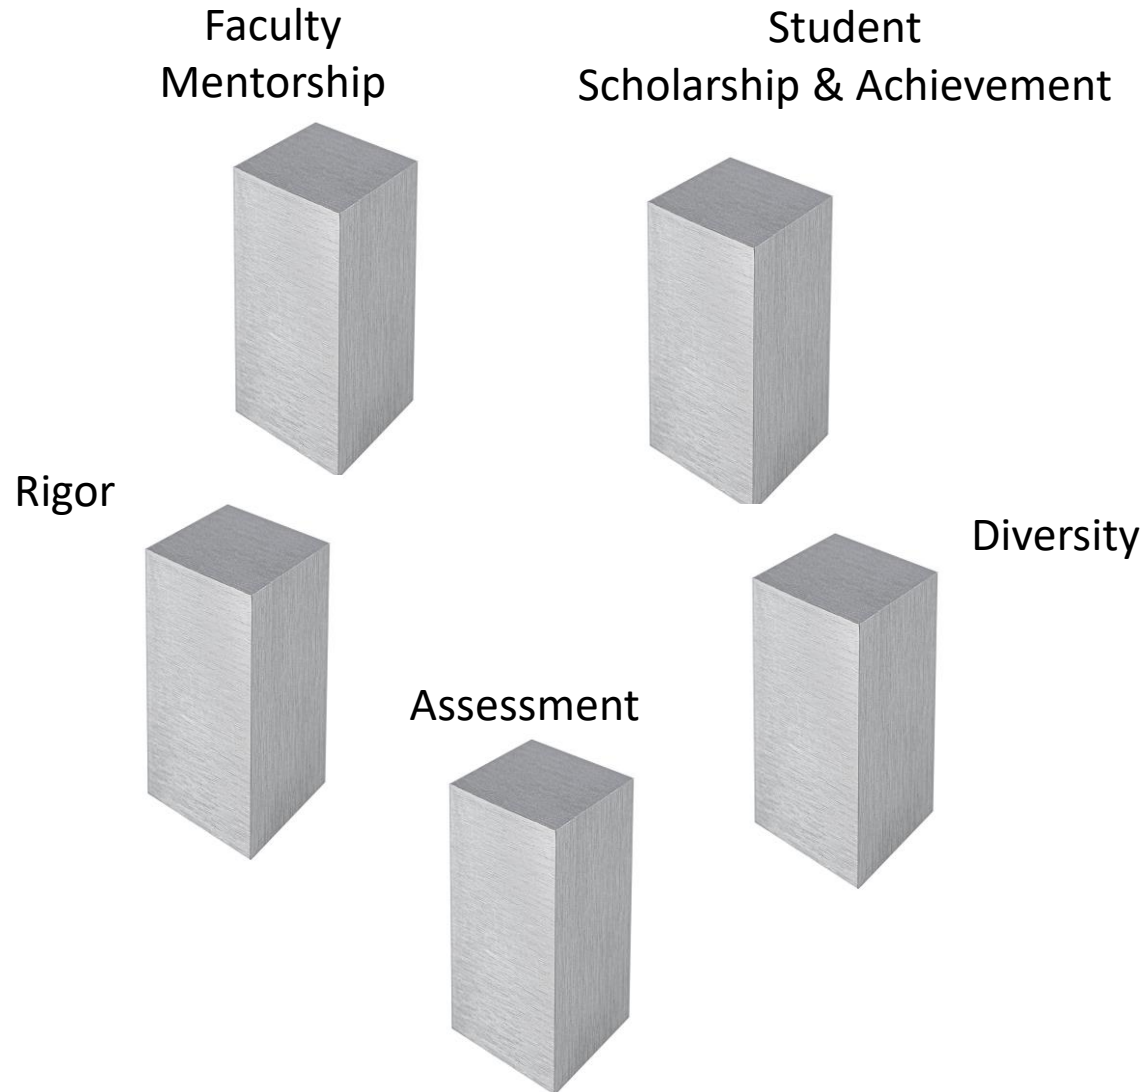 Faculty
Mentorship
Student
Scholarship & Achievement
Rigor
Diversity
Assessment